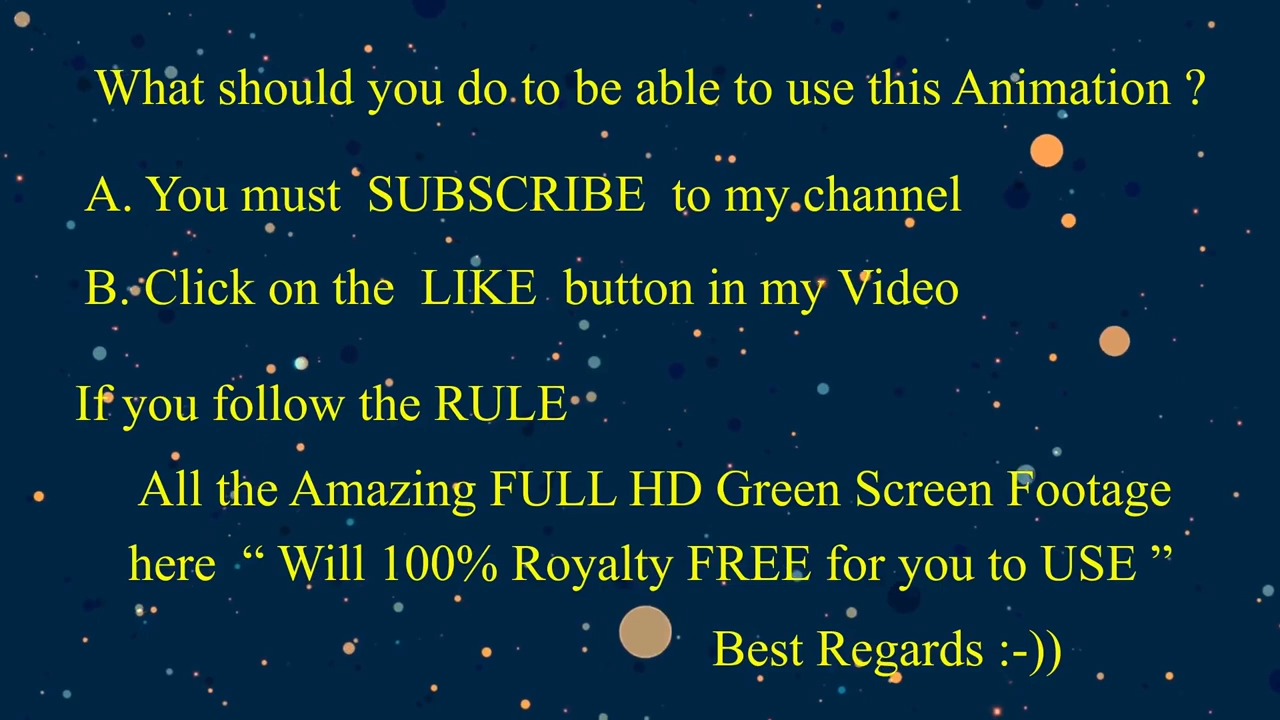 What should you do to be able to use this Animation ?
A. You must SUBSCRIBE to my channel
B. Click on the LIKE button in my Video
If you follow the RULE
All the Amazing FULL HD Green Screen Footage
here “ Will 100% Royalty FREE for you to USE ”
Best Regards :-))